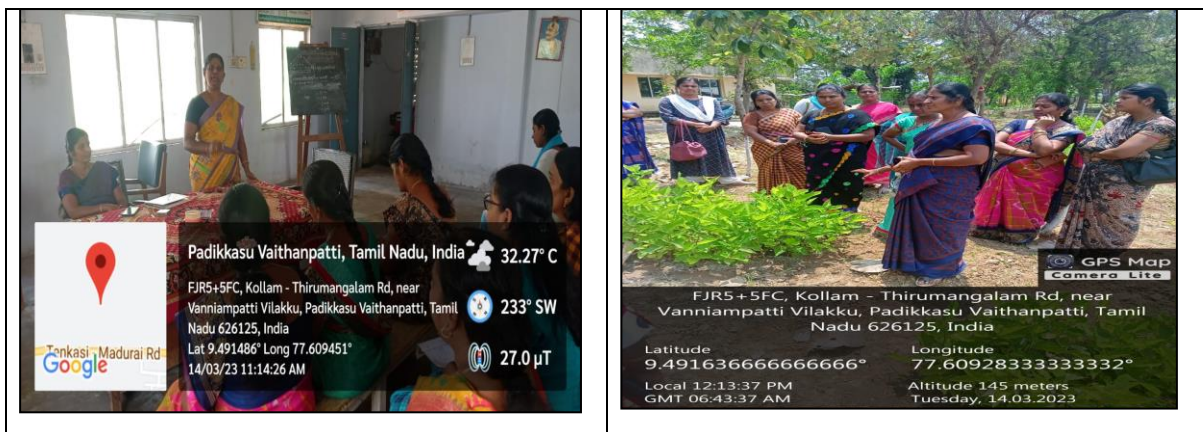 Padikkasu Vaithanpatti, Tamil Nadu, India
32.27° C
FJR5+5FC, Kollam - Thirumangalam Rd, near
Vanniampatti Vilakku, Padikkasu Vaithanpatti, Tamil
Nadu 626125, India
Lat 9.491486° Long 77.609451°
14/03/23 11:14:26 AM
233° SW
27.0 µT
Tenkasi - Madurai Rd
Google
GPS Map
Camera Lite
FJR5+5FC, Kollam - Thirumangalam Rd, near
Vanniampatti Vilakku, Padikkasu Vaithanpatti, Tamil
Nadu 626125, India
Latitude
9.491636666666666°
Longitude
77.60928333333332°
Local 12:13:37 PM
GMT 06:43:37 AM
Altitude 145 meters
Tuesday, 14.03.2023